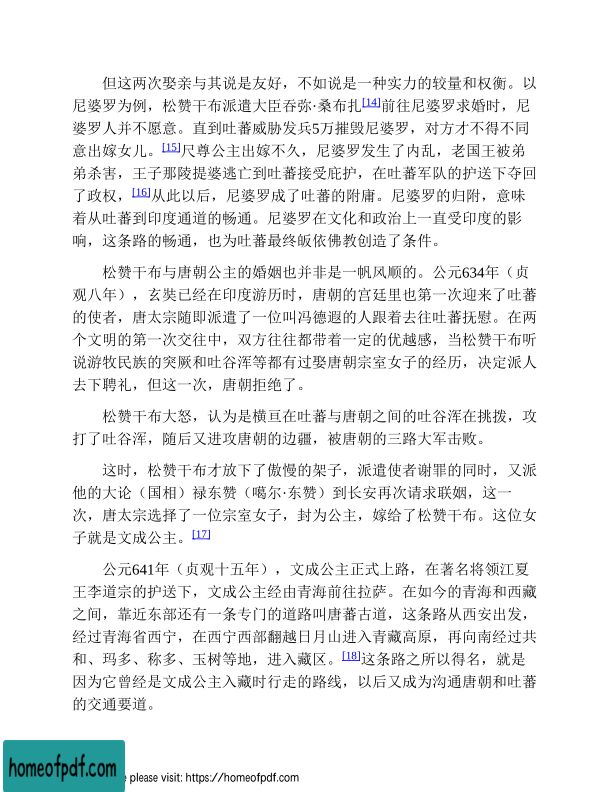 但这两次娶亲与其说是友好，不如说是一种实力的较量和权衡。以
尼婆罗为例，松赞干布派遣大臣吞弥·桑布扎[14]前往尼婆罗求婚时，尼
婆罗人并不愿意。直到吐蕃威胁发兵5万摧毁尼婆罗，对方才不得不同
意出嫁女儿。[15]尺尊公主出嫁不久，尼婆罗发生了内乱，老国王被弟
弟杀害，王子那陵提婆逃亡到吐蕃接受庇护，在吐蕃军队的护送下夺回
了政权，[16]从此以后，尼婆罗成了吐蕃的附庸。尼婆罗的归附，意味
着从吐蕃到印度通道的畅通。尼婆罗在文化和政治上一直受印度的影
响，这条路的畅通，也为吐蕃最终皈依佛教创造了条件。
松赞干布与唐朝公主的婚姻也并非是一帆风顺的。公元634年（贞
观八年），玄奘已经在印度游历时，唐朝的宫廷里也第一次迎来了吐蕃
的使者，唐太宗随即派遣了一位叫冯德遐的人跟着去往吐蕃抚慰。在两
个文明的第一次交往中，双方往往都带着一定的优越感，当松赞干布听
说游牧民族的突厥和吐谷浑等都有过娶唐朝宗室女子的经历，决定派人
去下聘礼，但这一次，唐朝拒绝了。
松赞干布大怒，认为是横亘在吐蕃与唐朝之间的吐谷浑在挑拨，攻
打了吐谷浑，随后又进攻唐朝的边疆，被唐朝的三路大军击败。
这时，松赞干布才放下了傲慢的架子，派遣使者谢罪的同时，又派
他的大论（国相）禄东赞（噶尔·东赞）到长安再次请求联姻，这一
次，唐太宗选择了一位宗室女子，封为公主，嫁给了松赞干布。这位女
子就是文成公主。[17]
公元641年（贞观十五年），文成公主正式上路，在著名将领江夏
王李道宗的护送下，文成公主经由青海前往拉萨。在如今的青海和西藏
之间，靠近东部还有一条专门的道路叫唐蕃古道，这条路从西安出发，
经过青海省西宁，在西宁西部翻越日月山进入青藏高原，再向南经过共
和、玛多、称多、玉树等地，进入藏区。[18]这条路之所以得名，就是
因为它曾经是文成公主入藏时行走的路线，以后又成为沟通唐朝和吐蕃
的交通要道。
homeofpdf.com
please visit: https://homeofpdf.com